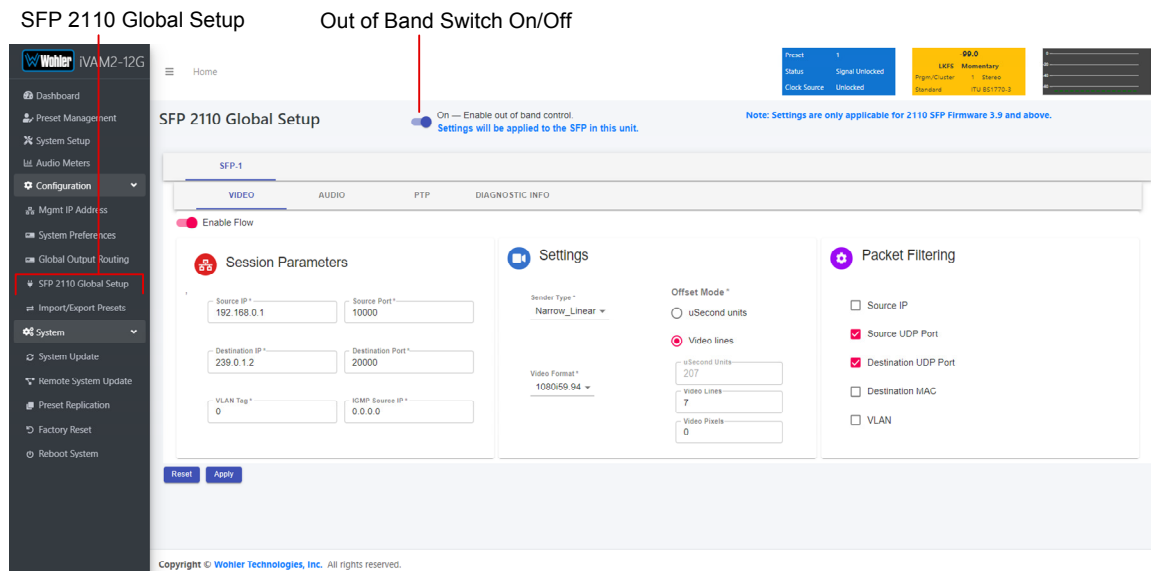 SFP 2110 Global Setup
Out of Band Switch On/Off
Wohler iVAM2-12G
Home
Preset 1
Status Signal Unlocked
Clock Source Unlocked
-99.0
LKFS Momentary
Prgm/Cluster 1 Stereo
Standard ITU BS1770-3
Dashboard
Preset Management
System Setup
Audio Meters
Configuration
Mgmt IP Address
System Preferences
Global Output Routing
SFP 2110 Global Setup
Import/Export Presets
System
System Update
Remote System Update
Preset Replication
Factory Reset
Reboot System
SFP 2110 Global Setup
On — Enable out of band control.
Settings will be applied to the SFP in this unit.
Note: Settings are only applicable for 2110 SFP Firmware 3.9 and above.
SFP-1
VIDEO AUDIO PTP DIAGNOSTIC INFO
Enable Flow
Session Parameters
Source IP *
192.168.0.1
Source Port *
10000
Destination IP *
239.0.1.2
Destination Port *
20000
VLAN Tag *
0
IGMP Source IP *
0.0.0.0
Settings
Sender Type *
Narrow_Linear
Video Format *
1080i59.94
Offset Mode *
uSecond units
Video lines
uSecond Units
207
Video Lines
7
Video Pixels
0
Packet Filtering
Source IP
Source UDP Port
Destination UDP Port
Destination MAC
VLAN
Reset Apply
Copyright © Wohler Technologies, Inc. All rights reserved.